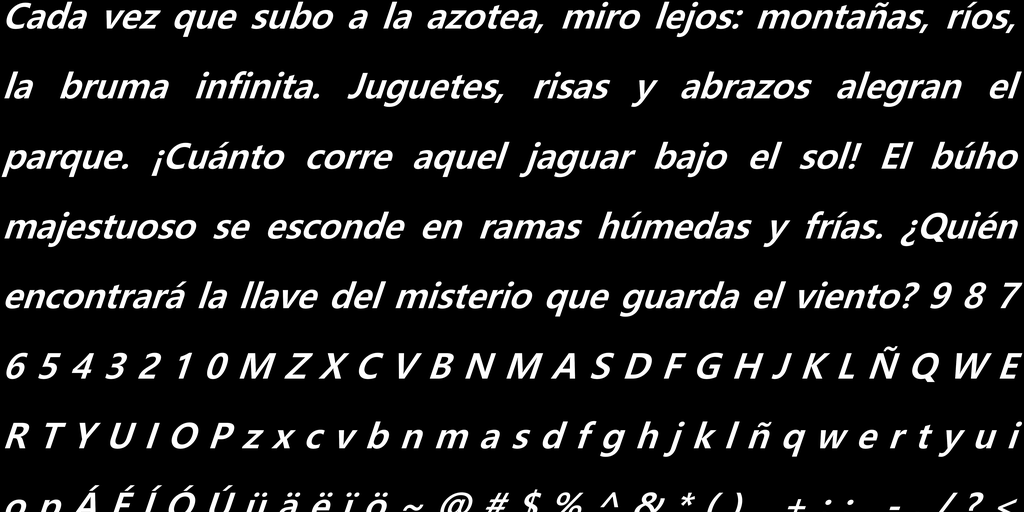 Cada vez que subo a la azotea, miro lejos: montañas, ríos,
la bruma infinita. Juguetes, risas y abrazos alegran el
parque. ¡Cuánto corre aquel jaguar bajo el sol! El búho
majestuoso se esconde en ramas húmedas y frías. ¿Quién
encontrará la llave del misterio que guarda el viento? 9 8 7
6 5 4 3 2 1 0 M Z X C V B N M A S D F G H J K L Ñ Q W E
R T Y U I O P z x c v b n m a s d f g h j k l ñ q w e r t y u i
o p Á É Í Ó Ú ü ä ë ï ö ~ @ # $ % ^ & * ( )